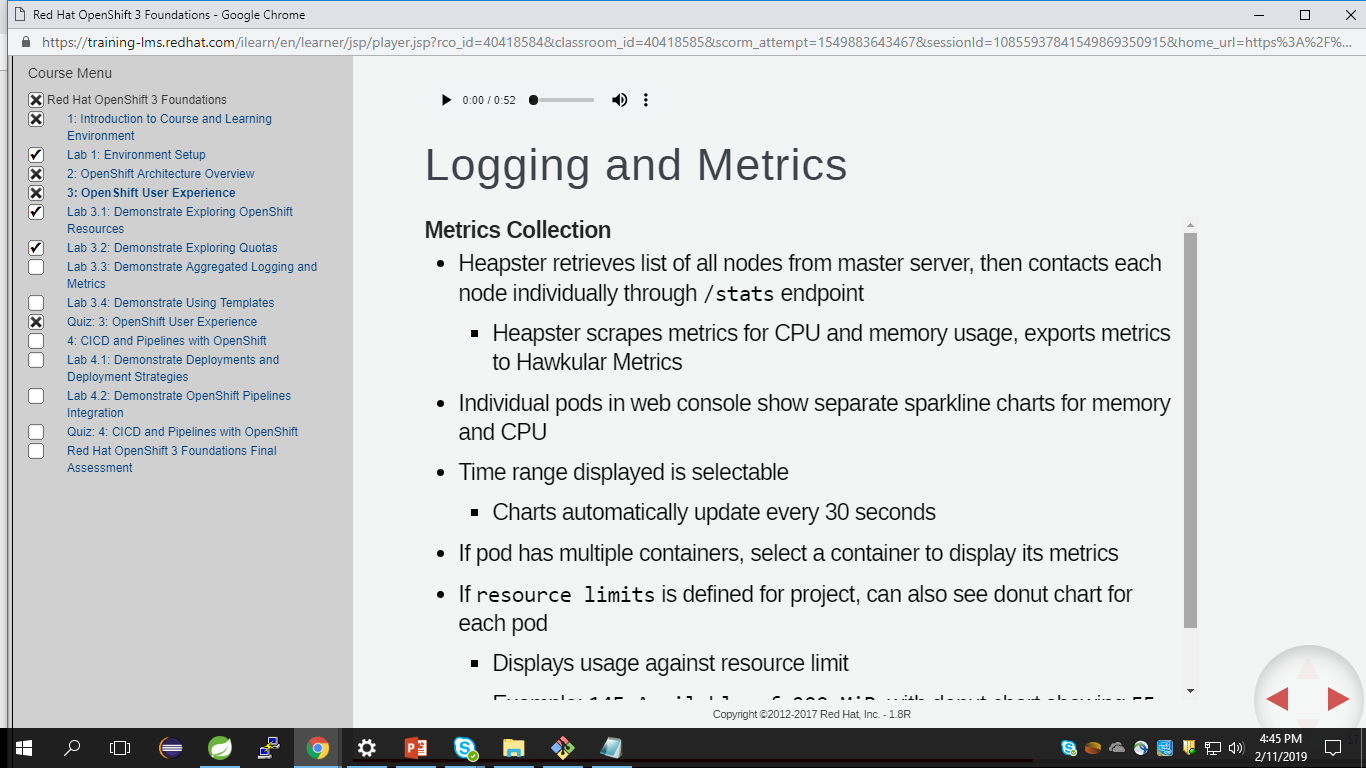 Red Hat OpenShift 3 Foundations - Google Chrome
https://training-lms.redhat.com/ilearn/en/learner/jsp/player.jsp?rco_id=40418584&classroom_id=40418585&scorm_attempt=1549883643467&sessionId=10855937841549869350915&home_url=https%3A%2F%...
Course Menu
Red Hat OpenShift 3 Foundations
1: Introduction to Course and Learning
Environment
Lab 1: Environment Setup
2: OpenShift Architecture Overview
3: OpenShift User Experience
Lab 3.1: Demonstrate Exploring OpenShift
Resources
Lab 3.2: Demonstrate Exploring Quotas
Lab 3.3: Demonstrate Aggregated Logging and
Metrics
Lab 3.4: Demonstrate Using Templates
Quiz: 3: OpenShift User Experience
4: CICD and Pipelines with OpenShift
Lab 4.1: Demonstrate Deployments and
Deployment Strategies
Lab 4.2: Demonstrate OpenShift Pipelines
Integration
Quiz: 4: CICD and Pipelines with OpenShift
Red Hat OpenShift 3 Foundations Final
Assessment
0:00 / 0:52
Logging and Metrics
Metrics Collection
• Heapster retrieves list of all nodes from master server, then contacts each
node individually through /stats endpoint
▪ Heapster scrapes metrics for CPU and memory usage, exports metrics
to Hawkular Metrics
• Individual pods in web console show separate sparkline charts for memory
and CPU
• Time range displayed is selectable
▪ Charts automatically update every 30 seconds
• If pod has multiple containers, select a container to display its metrics
• If resource limits is defined for project, can also see donut chart for
each pod
▪ Displays usage against resource limit
Copyright ©2012-2017 Red Hat, Inc. - 1.8R
4:45 PM
2/11/2019